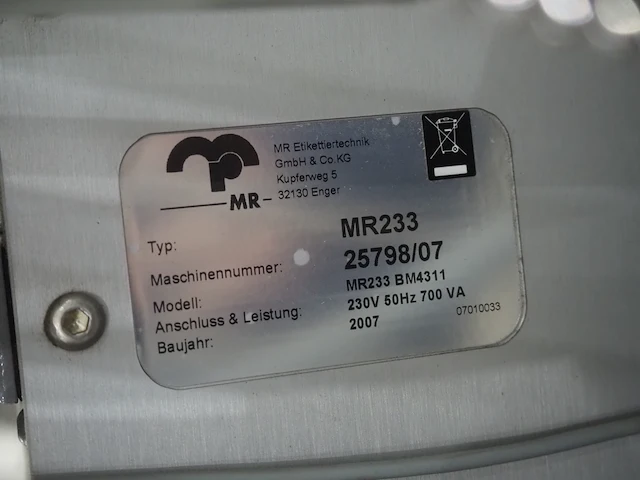 MR Etikettiertechnik
GmbH & Co.KG
Kupferweg 5
32130 Enger
MR
Typ: MR233
Maschinennummer: 25798/07
Modell: MR233 BM4311
Anschluss & Leistung: 230V 50Hz 700 VA
Baujahr: 2007
07010033